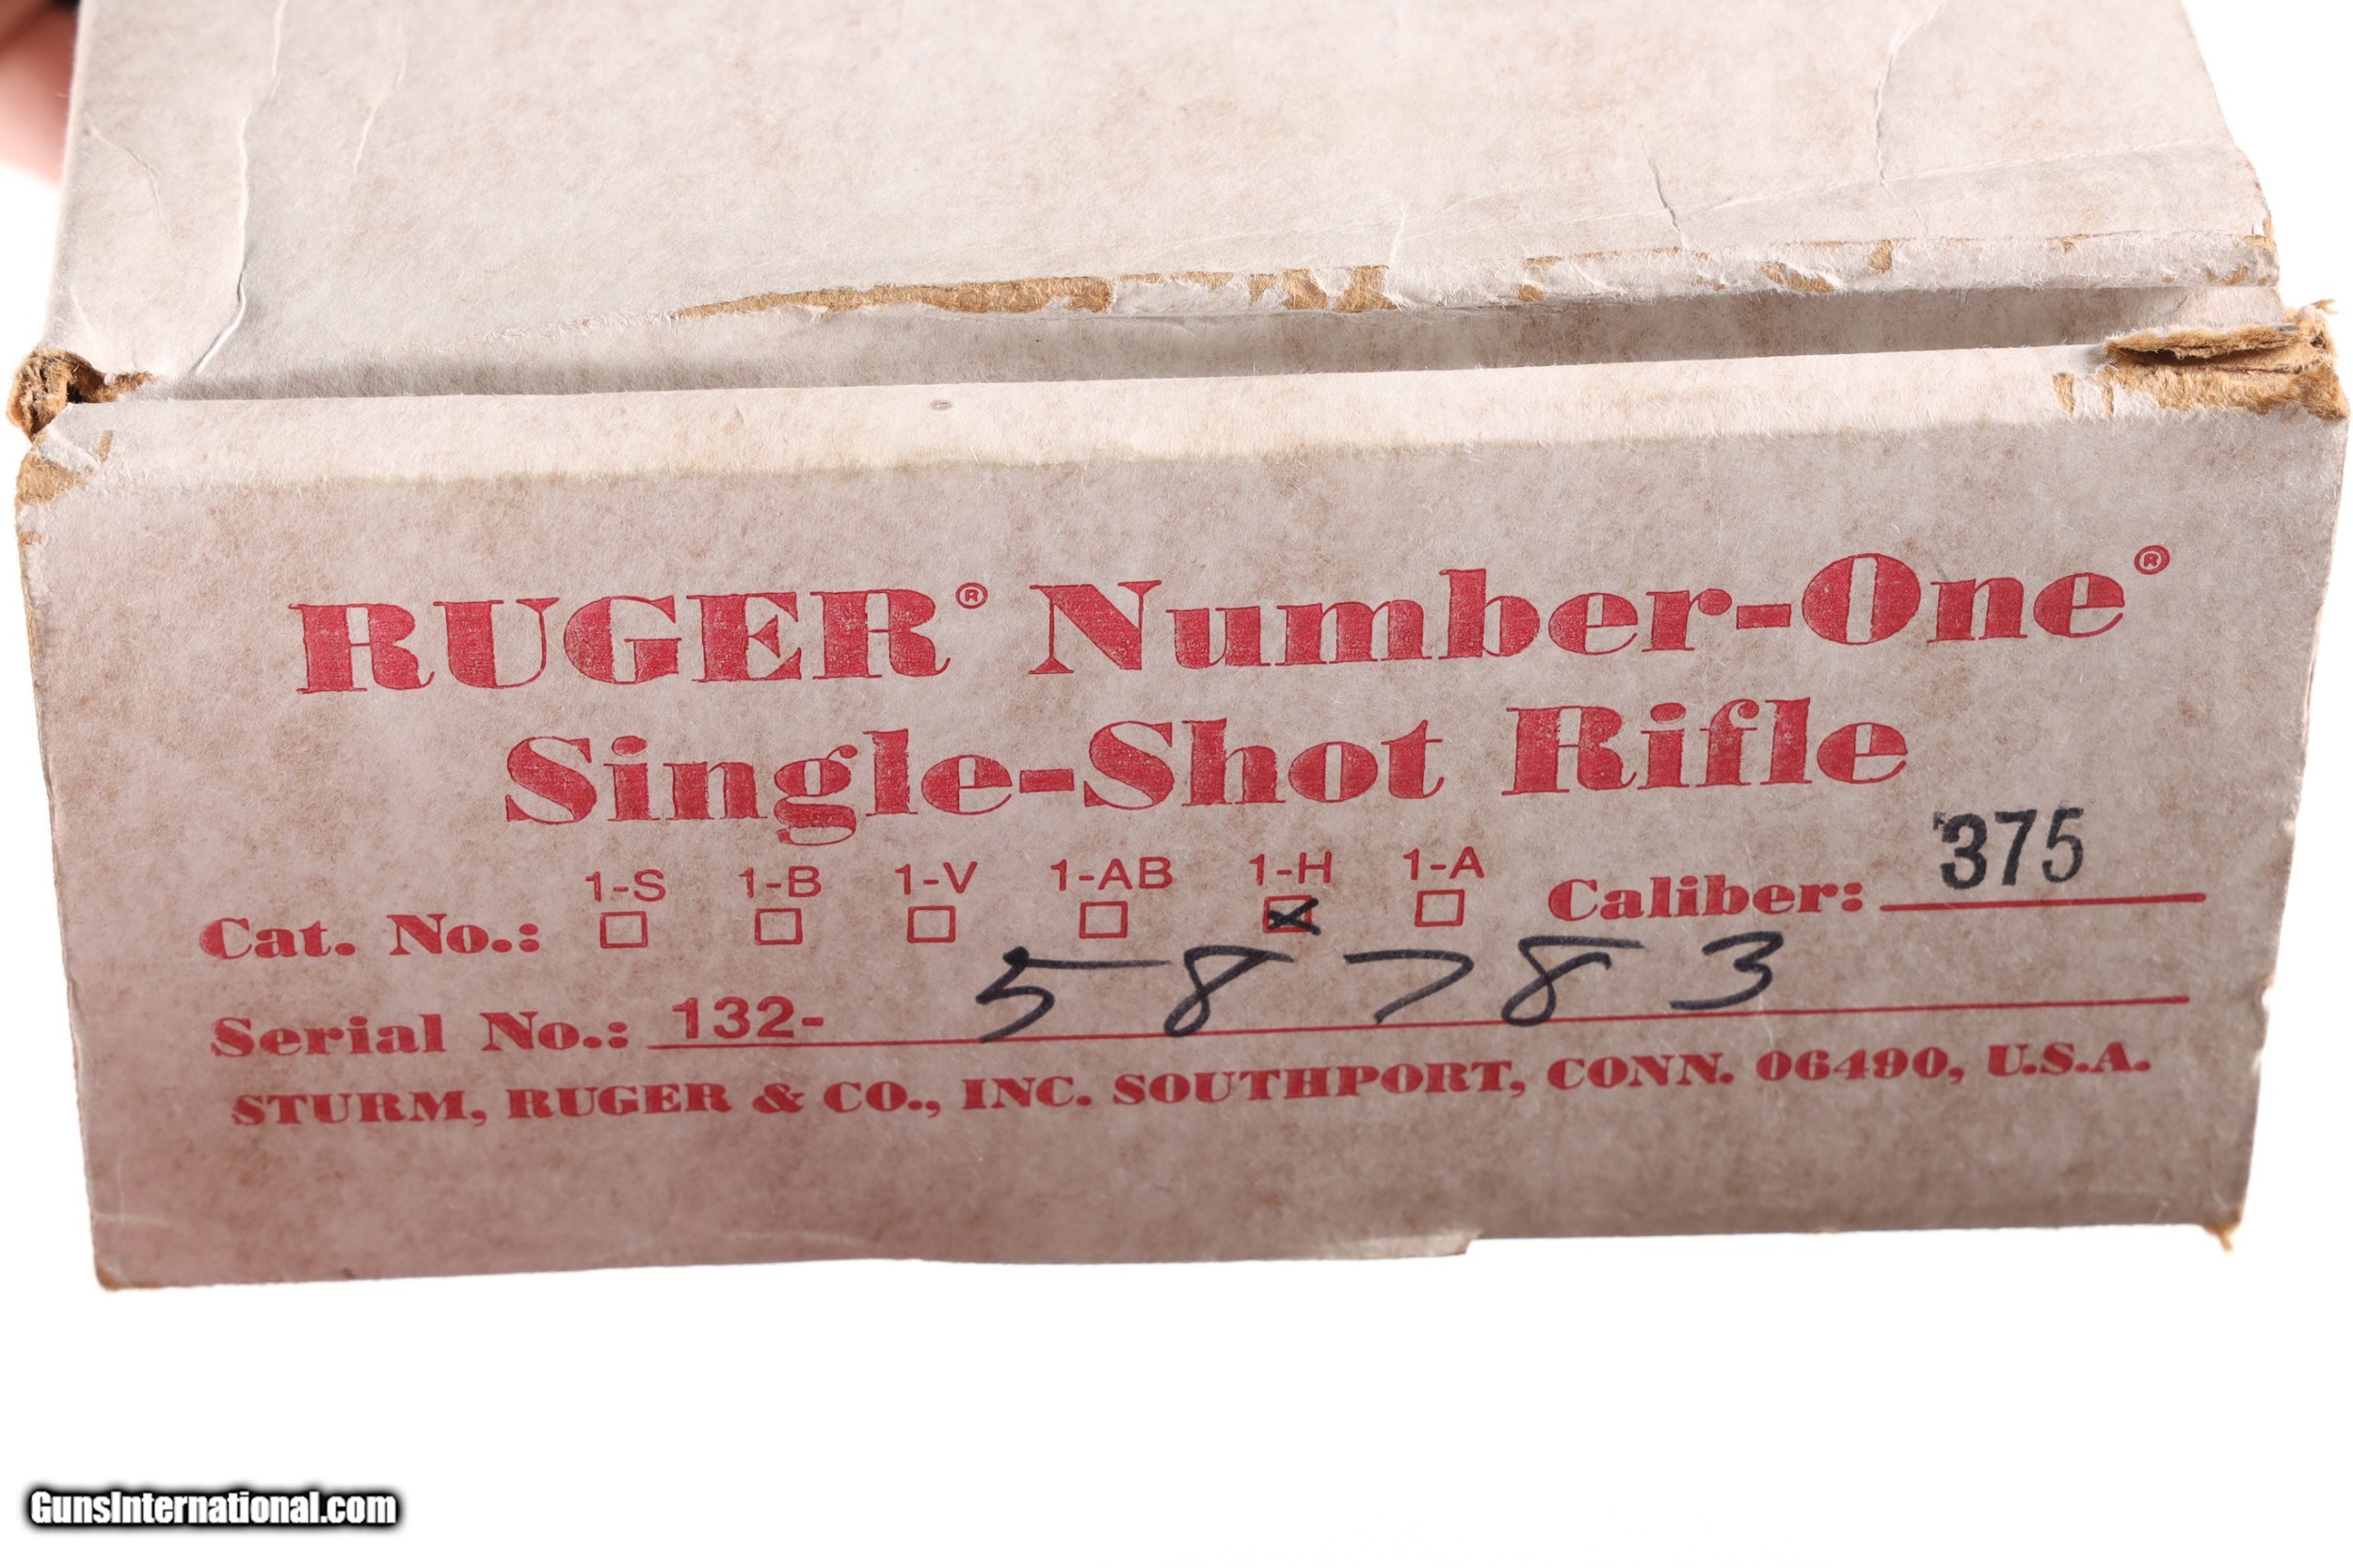 RUGER® Number-One®
Single-Shot Rifle
1-S 1-B 1-V 1-AB 1-H 1-A
Cat. No.: Caliber: 375
Serial No.: 132- 58783
STURM, RUGER & CO., INC. SOUTHPORT, CONN. 06490, U.S.A.
GunsInternational.com